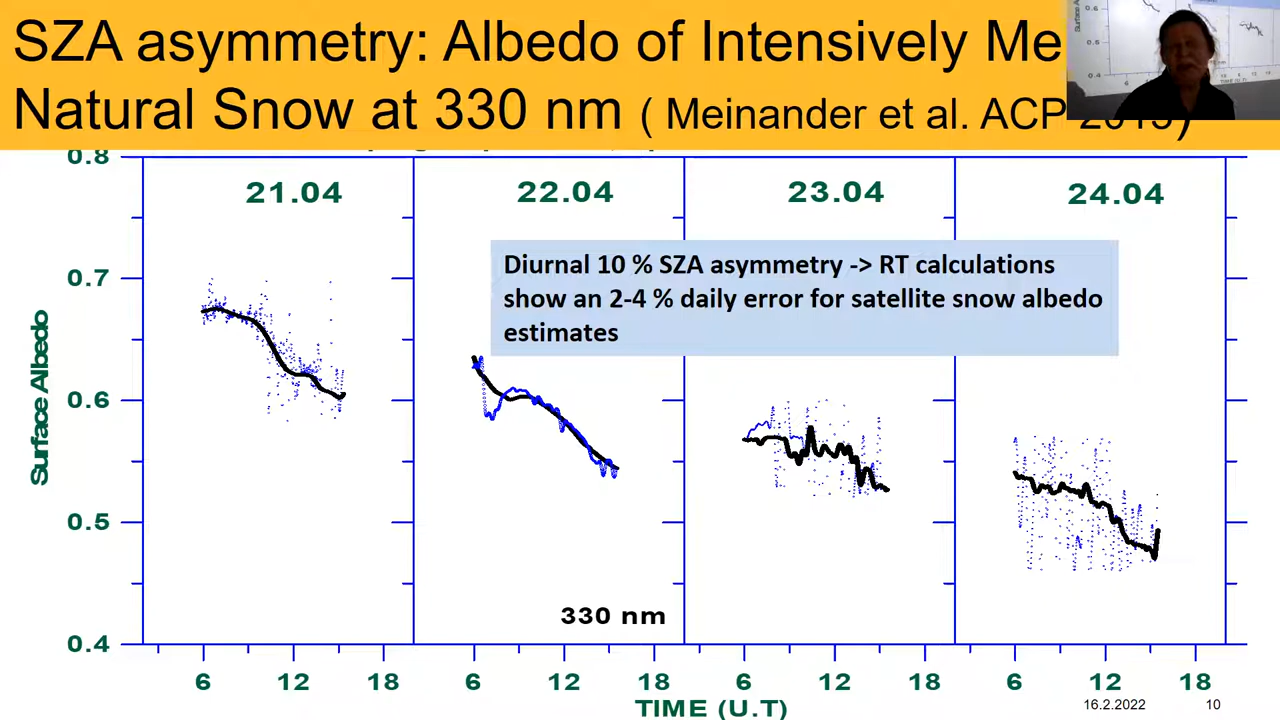 SZA asymmetry: Albedo of Intensively Me
Natural Snow at 330 nm ( Meinander et al. ACP
0.8
21.04
22.04
23.04
24.04
Diurnal 10 % SZA asymmetry -> RT calculations
show an 2-4 % daily error for satellite snow albedo
estimates
0.7
0.6
0.5
0.4
Surface Albedo
330 nm
6 12 18 6 12 18 6 12 18 6 12 18
TIME (U.T)
16.2.2022 10